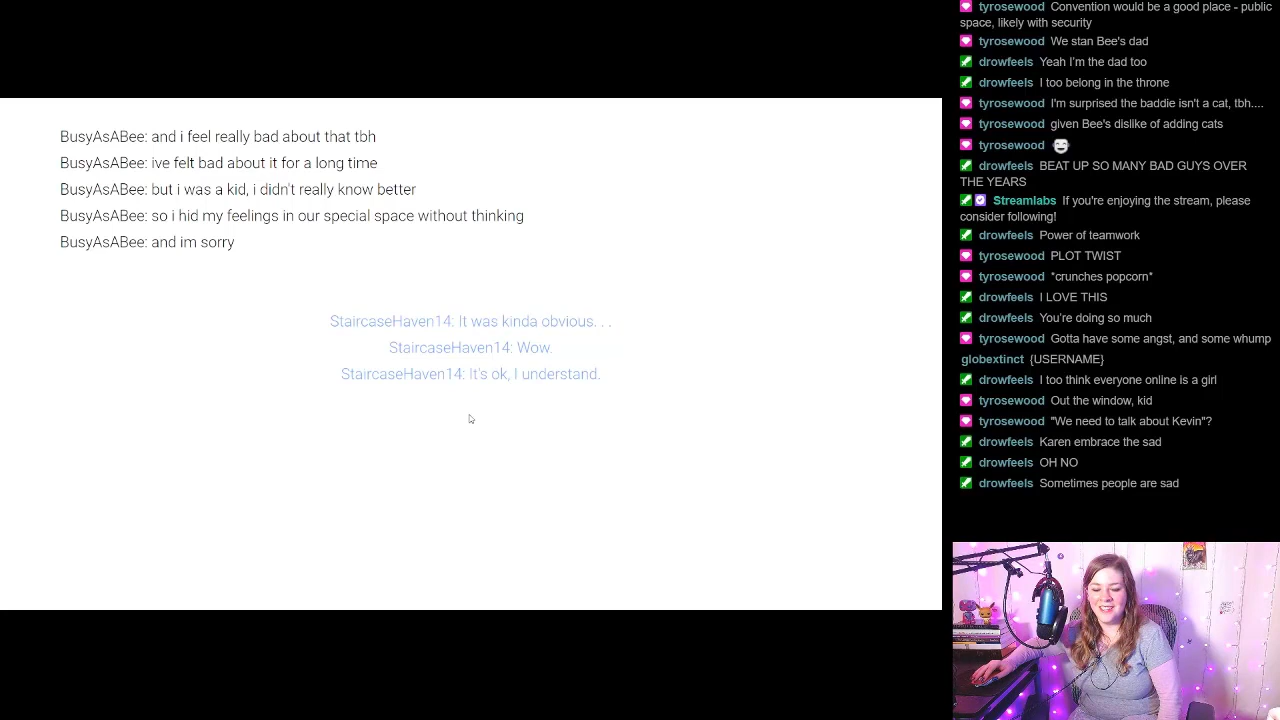 BusyAsABee: and i feel really bad about that tbh
BusyAsABee: ive felt bad about it for a long time
BusyAsABee: but i was a kid, i didn't really know better
BusyAsABee: so i hid my feelings in our special space without thinking
BusyAsABee: and im sorry
StaircaseHaven14: It was kinda obvious. . .
StaircaseHaven14: Wow.
StaircaseHaven14: It's ok, I understand.
tyrosewood Convention would be a good place - public
space, likely with security
tyrosewood We stan Bee's dad
drowfeels Yeah I'm the dad too
drowfeels I too belong in the throne
tyrosewood I'm surprised the baddie isn't a cat, tbh....
tyrosewood given Bee's dislike of adding cats
tyrosewood
drowfeels BEAT UP SO MANY BAD GUYS OVER
THE YEARS
Streamlabs If you're enjoying the stream, please
consider following!
drowfeels Power of teamwork
tyrosewood PLOT TWIST
tyrosewood *crunches popcorn*
drowfeels I LOVE THIS
drowfeels You're doing so much
tyrosewood Gotta have some angst, and some whump
globextinct {USERNAME}
drowfeels I too think everyone online is a girl
tyrosewood Out the window, kid
tyrosewood "We need to talk about Kevin"?
drowfeels Karen embrace the sad
drowfeels OH NO
drowfeels Sometimes people are sad